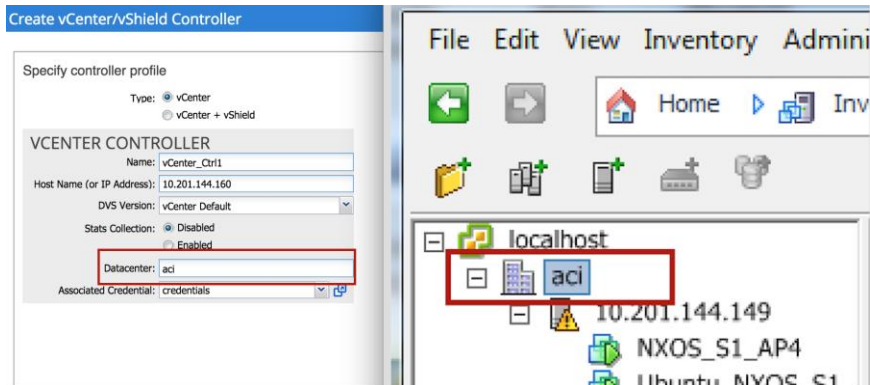 Create vCenter/vShield Controller
Specify controller profile
Type: vCenter
vCenter + vShield
VCENTER CONTROLLER
Name: vCenter_Ctrl1
Host Name (or IP Address): 10.201.144.160
DVS Version: vCenter Default
Stats Collection: Disabled
Enabled
Datacenter: aci
Associated Credential: credentials
File Edit View Inventory Admini
Home Inv
localhost
aci
10.201.144.149
NXOS_S1_AP4
Ubuntu_NXOS_S1